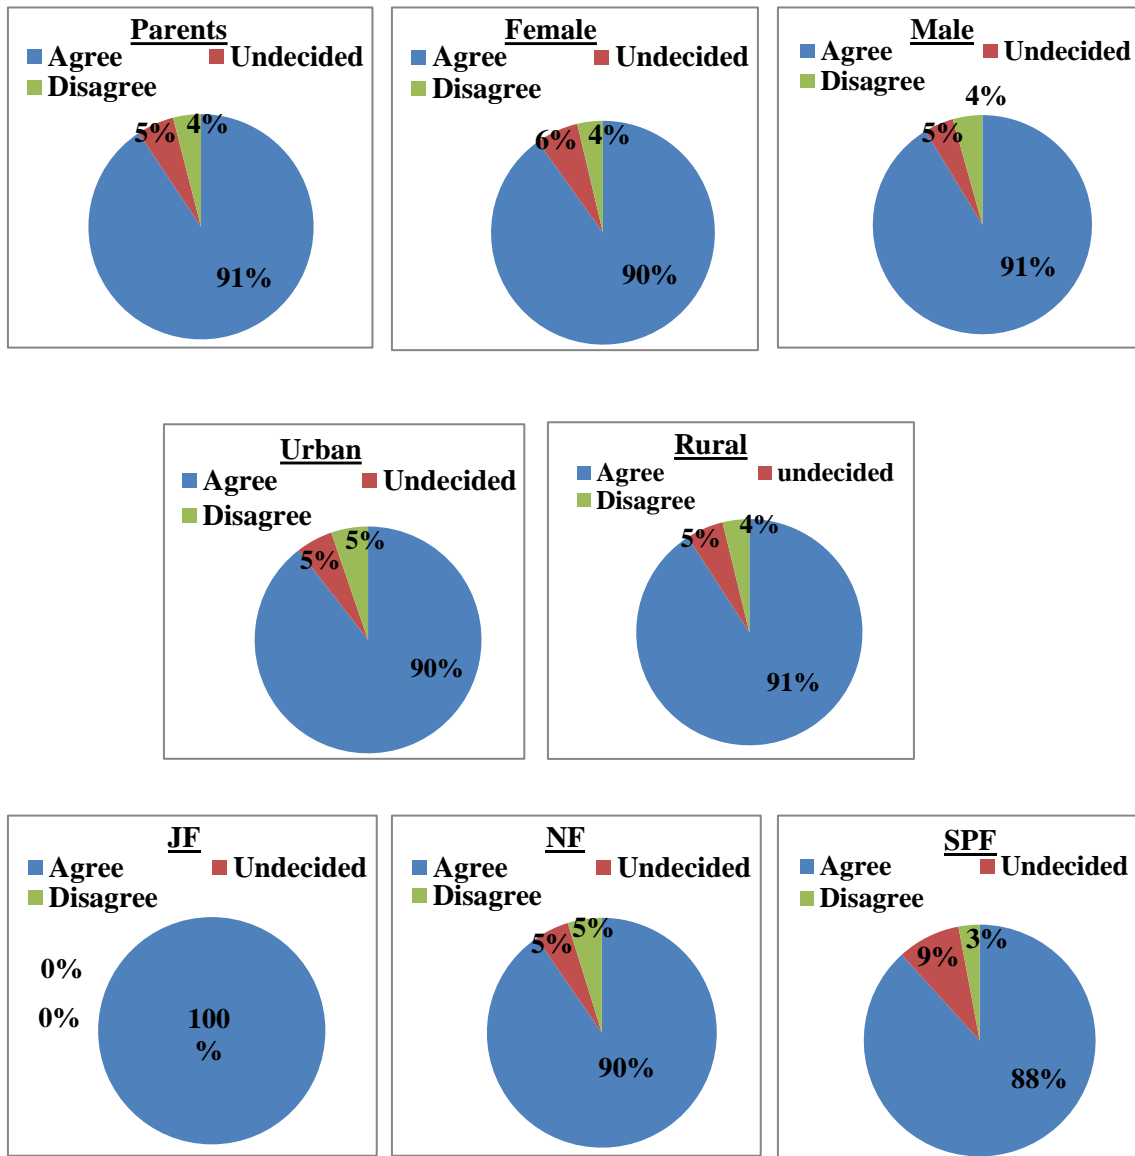 Parents
Agree Undecided
Disagree
5% 4%
91%
Female
Agree Undecided
Disagree
6% 4%
90%
Male
Agree Undecided
Disagree
4%
5%
91%
Urban
Agree Undecided
Disagree
5% 5%
90%
Rural
Agree undecided
Disagree
5% 4%
91%
JF
Agree Undecided
Disagree
0%
0%
100
%
NF
Agree Undecided
Disagree
5% 5%
90%
SPF
Agree Undecided
Disagree
9% 3%
88%